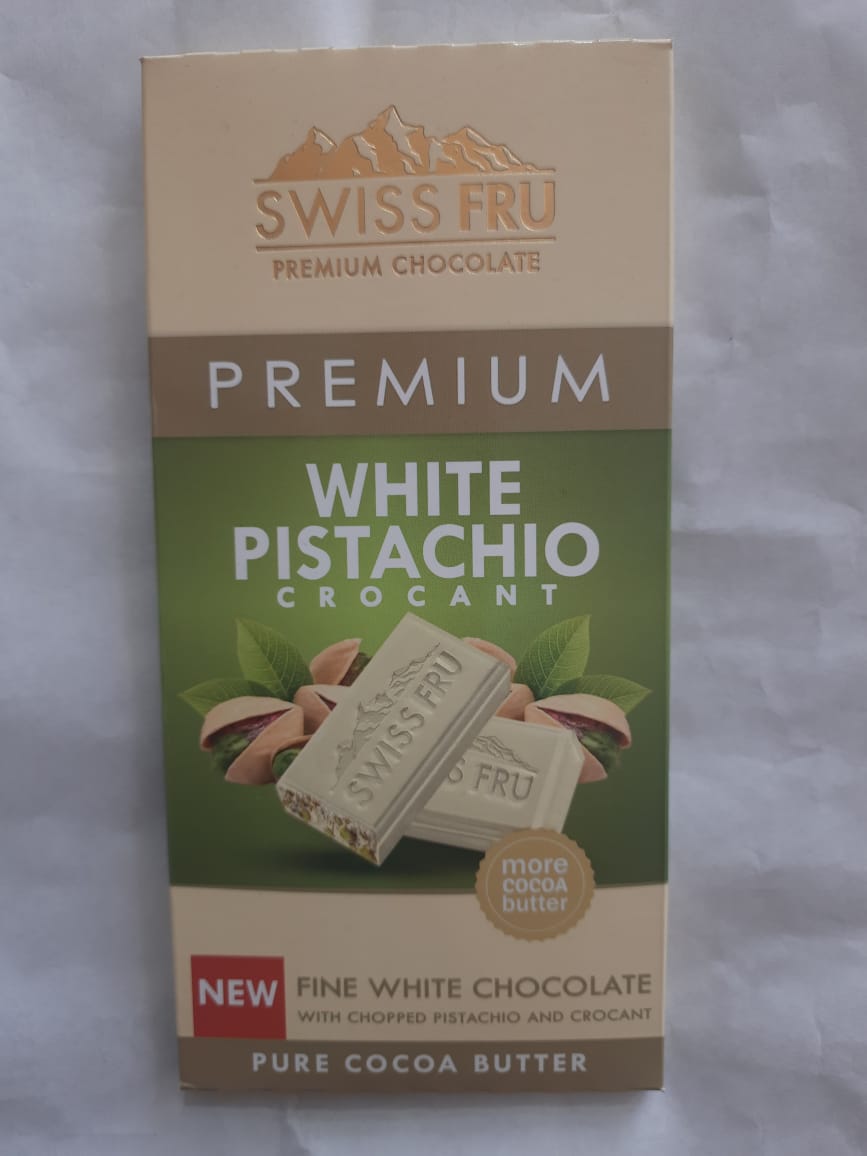 SWISS FRU
PREMIUM CHOCOLATE
PREMIUM
WHITE
PISTACHIO
CROCANT
SWISS FRU
S FRU
more
COCOA
butter
NEW
FINE WHITE CHOCOLATE
WITH CHOPPED PISTACHIO AND CROCANT
PURE COCOA BUTTER